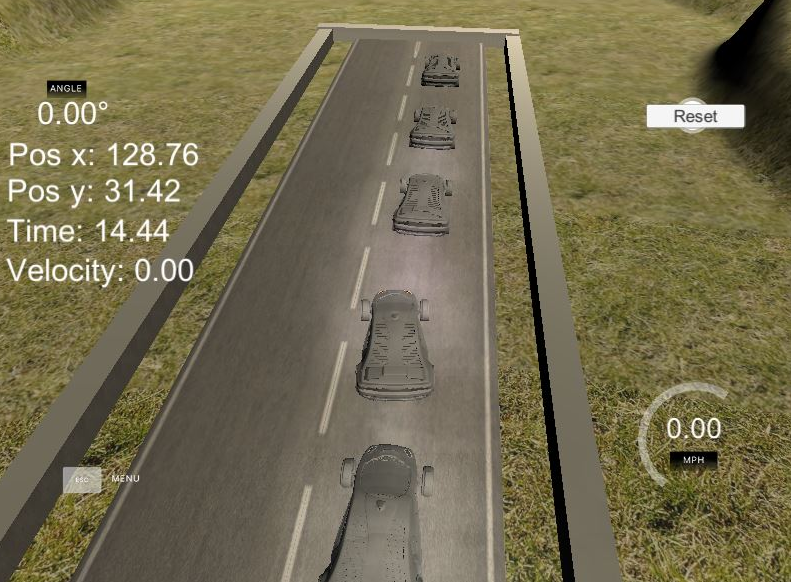 ANGLE
0.00°
Pos x: 128.76
Pos y: 31.42
Time: 14.44
Velocity: 0.00
Reset
0.00
MPH
ESC MENU